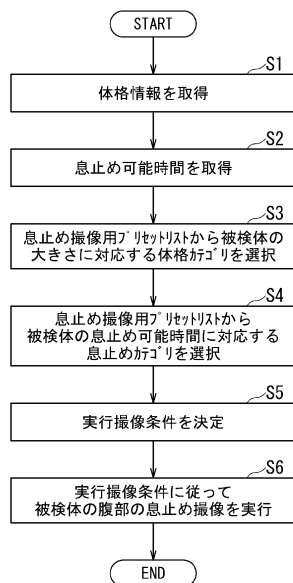 START
S1
体格情報を取得
S2
息止め可能時間を取得
S3
息止め撮像用ﾌﾟﾘｾｯﾄﾘｽﾄから被検体の
大きさに対応する体格ｶﾃｺﾞﾘを選択
S4
息止め撮像用ﾌﾟﾘｾｯﾄﾘｽﾄから
被検体の息止め可能時間に対応する
息止めｶﾃｺﾞﾘを選択
S5
実行撮像条件を決定
S6
実行撮像条件に従って
被検体の腹部の息止め撮像を実行
END